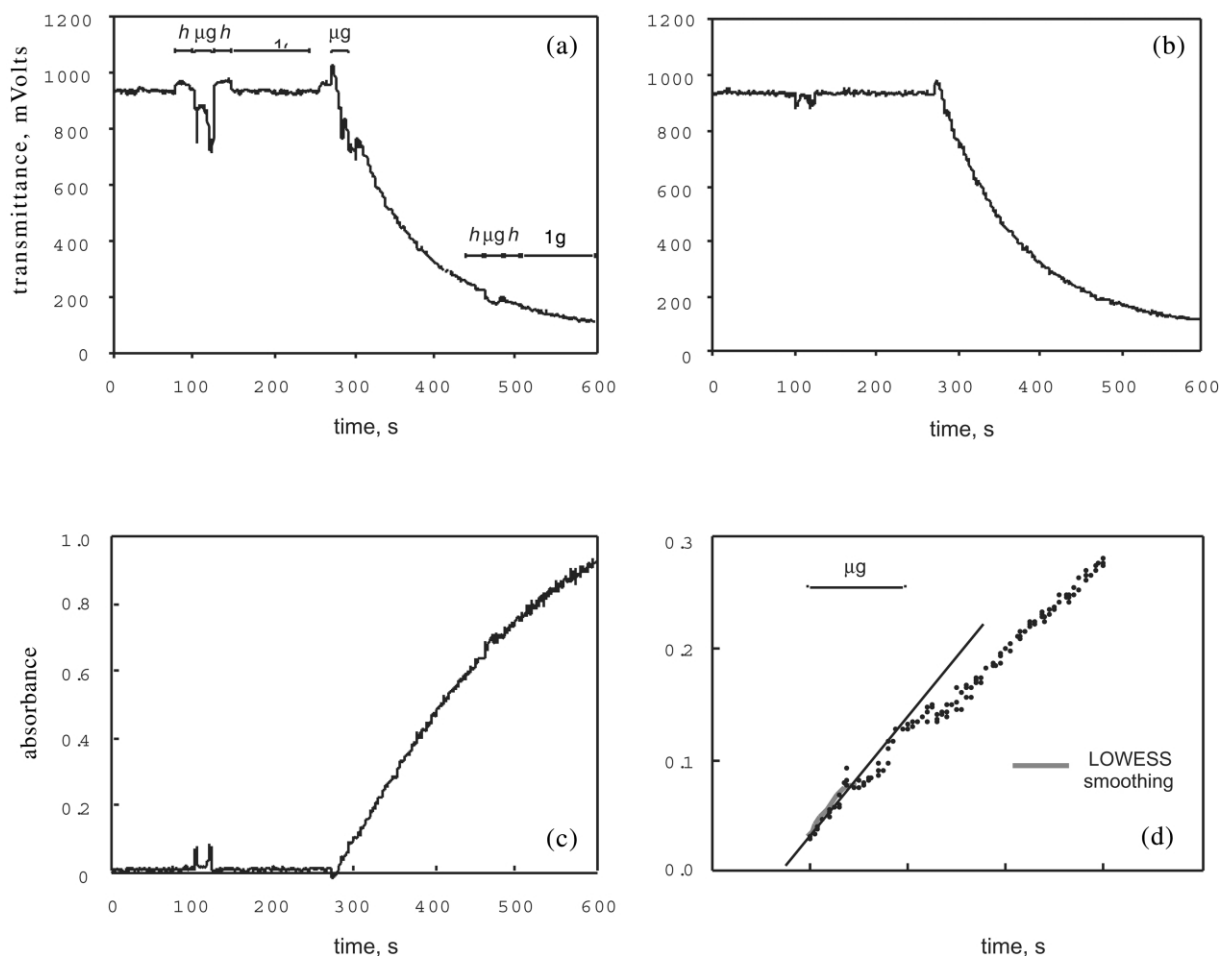 1200
h μg h
μg
(a)
1000
800
600
400
200
0
h μg h
1g
0 100 200 300 400 500 600
transmittance, mVolts
time, s
1200
(b)
1000
800
600
400
200
0
0 100 200 300 400 500 600
time, s
1.0
0.8
0.6
0.4
0.2
0
(c)
0 100 200 300 400 500 600
absorbance
time, s
0.3
μg
0.2
0.1
0.0
LOWESS
smoothing
(d)
time, s